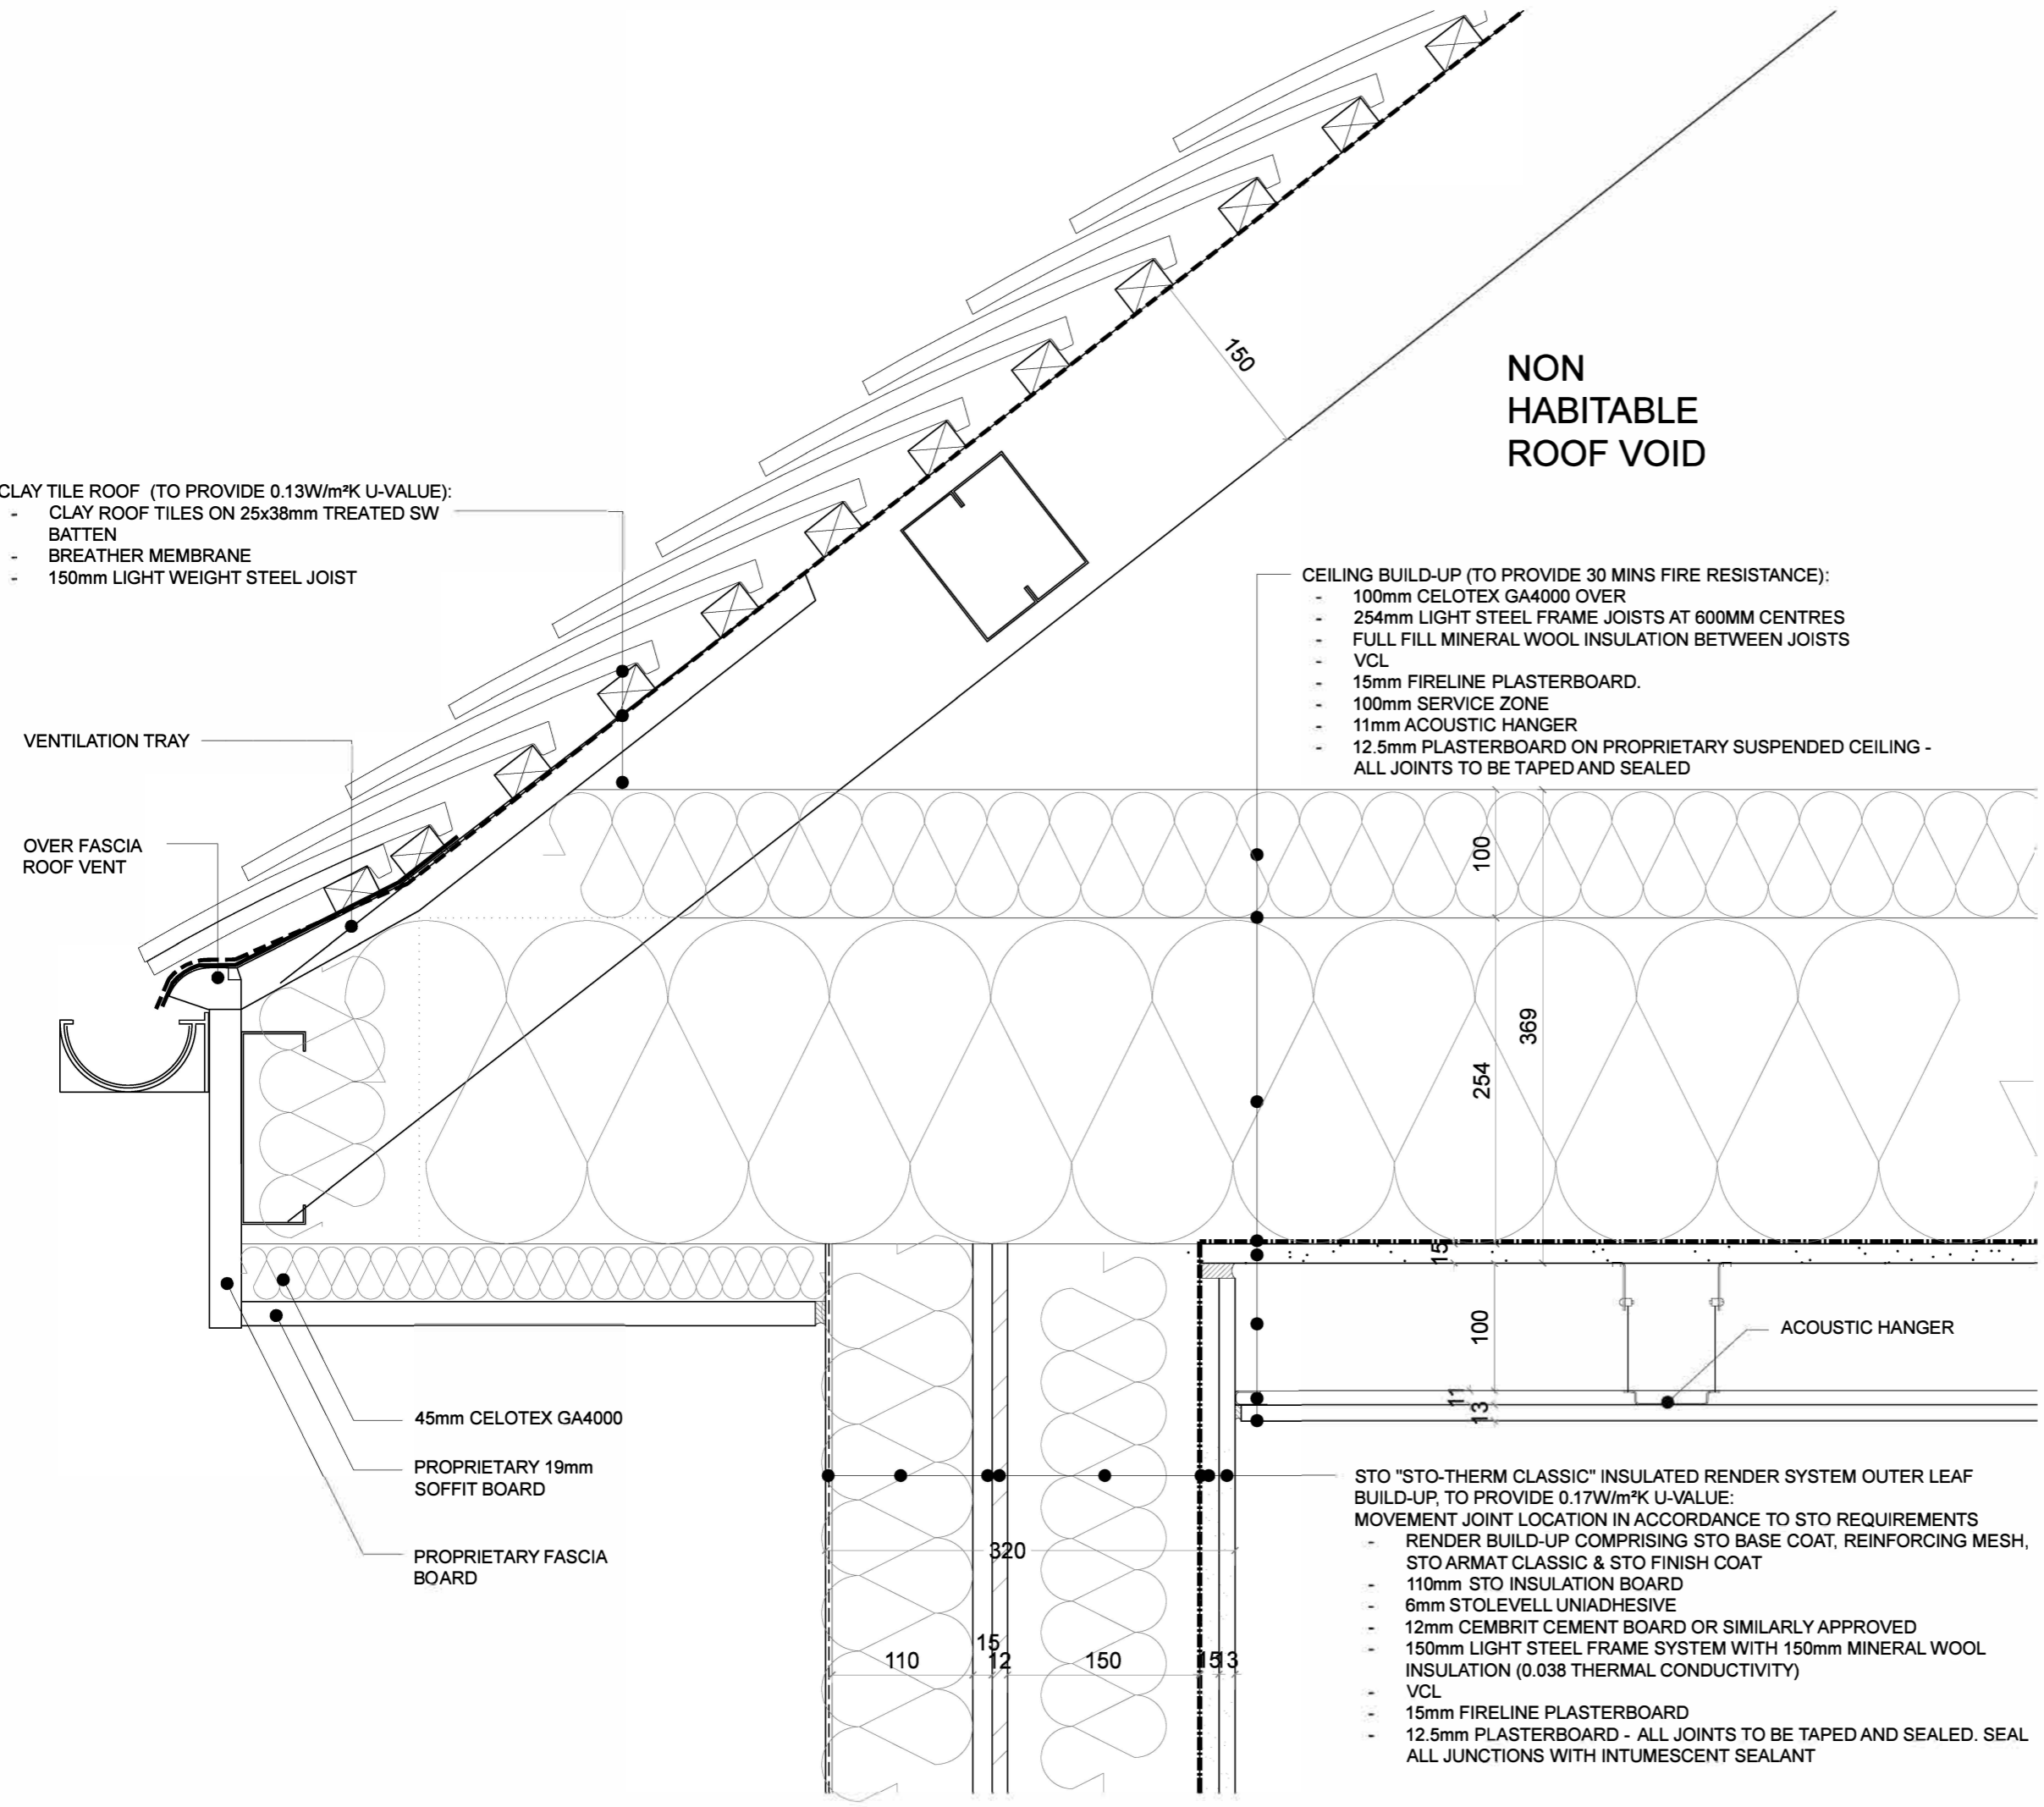 NON
HABITABLE
ROOF VOID
150
CLAY TILE ROOF (TO PROVIDE 0.13W/m²K U-VALUE):
- CLAY ROOF TILES ON 25x38mm TREATED SW
BATTEN
- BREATHER MEMBRANE
- 150mm LIGHT WEIGHT STEEL JOIST
CEILING BUILD-UP (TO PROVIDE 30 MINS FIRE RESISTANCE):
- 100mm CELOTEX GA4000 OVER
- 254mm LIGHT STEEL FRAME JOISTS AT 600MM CENTRES
- FULL FILL MINERAL WOOL INSULATION BETWEEN JOISTS
- VCL
- 15mm FIRELINE PLASTERBOARD.
- 100mm SERVICE ZONE
- 11mm ACOUSTIC HANGER
- 12.5mm PLASTERBOARD ON PROPRIETARY SUSPENDED CEILING -
ALL JOINTS TO BE TAPED AND SEALED
VENTILATION TRAY
OVER FASCIA
ROOF VENT
100
369
254
15
100
ACOUSTIC HANGER
11
13
45mm CELOTEX GA4000
PROPRIETARY 19mm
SOFFIT BOARD
PROPRIETARY FASCIA
BOARD
STO "STO-THERM CLASSIC" INSULATED RENDER SYSTEM OUTER LEAF
BUILD-UP, TO PROVIDE 0.17W/m²K U-VALUE:
MOVEMENT JOINT LOCATION IN ACCORDANCE TO STO REQUIREMENTS
- RENDER BUILD-UP COMPRISING STO BASE COAT, REINFORCING MESH,
STO ARMAT CLASSIC & STO FINISH COAT
- 110mm STO INSULATION BOARD
- 6mm STOLEVELL UNIADHESIVE
- 12mm CEMBRIT CEMENT BOARD OR SIMILARLY APPROVED
- 150mm LIGHT STEEL FRAME SYSTEM WITH 150mm MINERAL WOOL
INSULATION (0.038 THERMAL CONDUCTIVITY)
- VCL
- 15mm FIRELINE PLASTERBOARD
- 12.5mm PLASTERBOARD - ALL JOINTS TO BE TAPED AND SEALED. SEAL
ALL JUNCTIONS WITH INTUMESCENT SEALANT
320
110
15
12
150
15
13